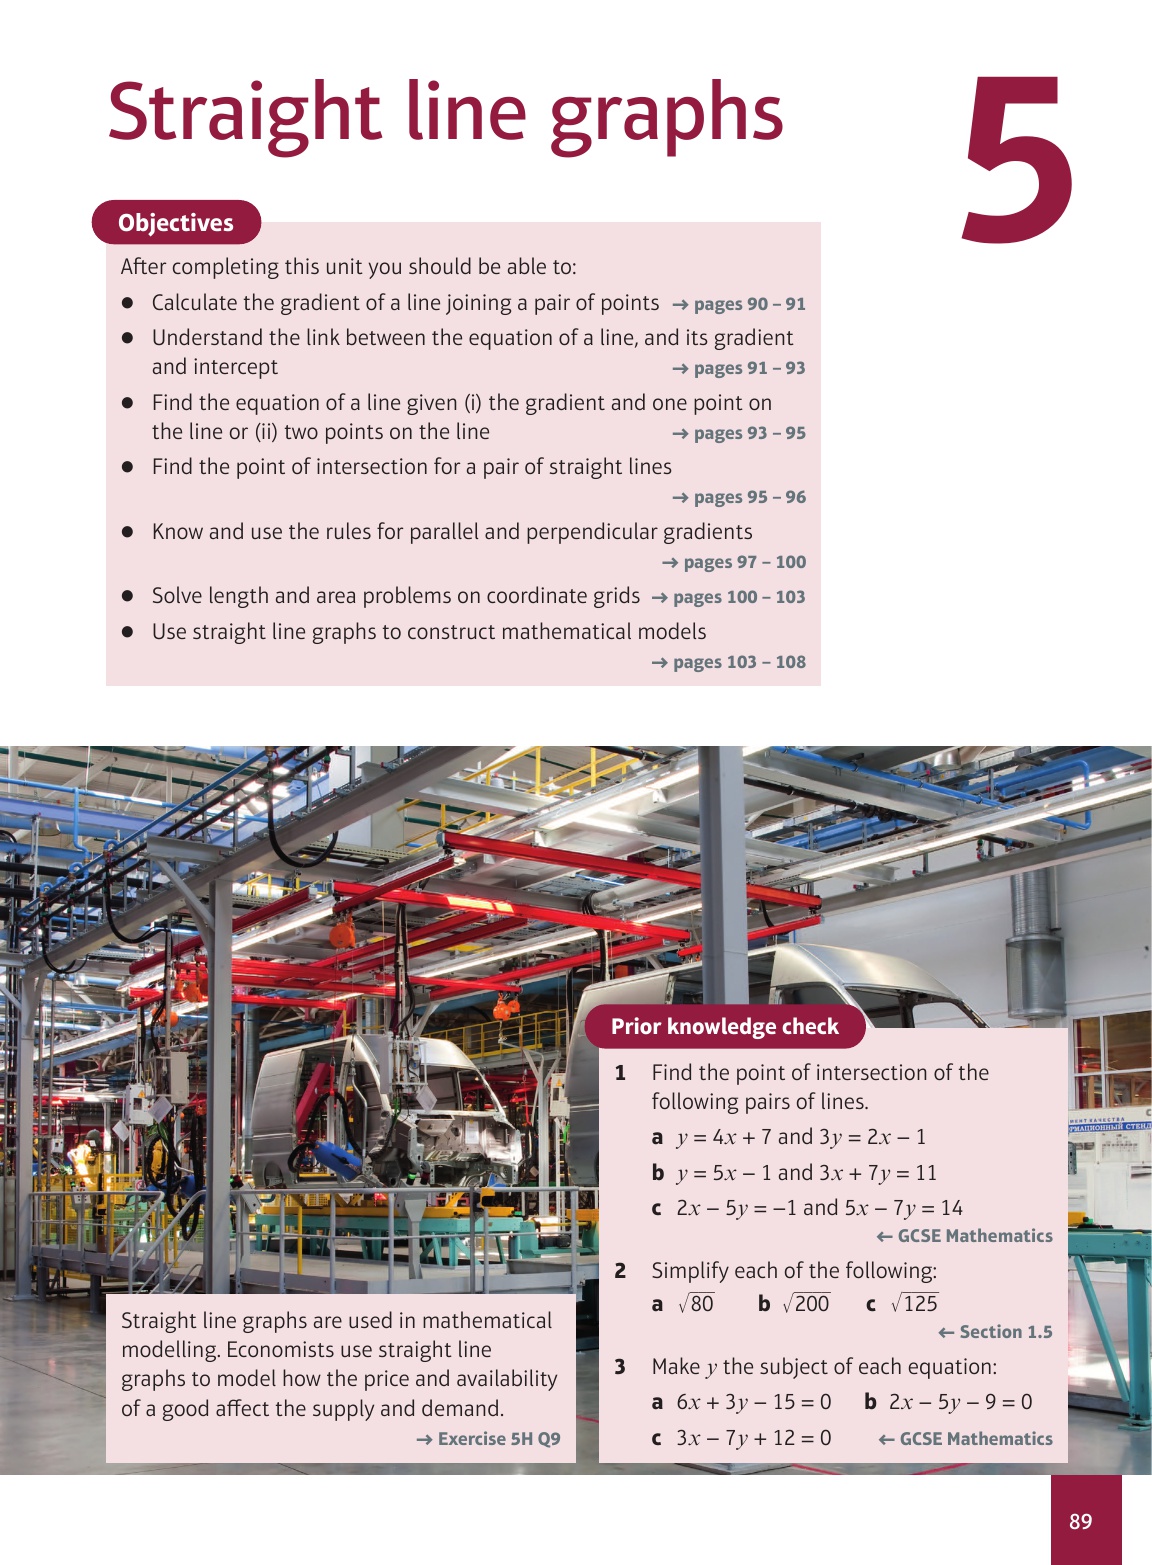 Straight line graphs
5
Objectives
After completing this unit you should be able to:
● Calculate the gradient of a line joining a pair of points → pages 90 – 91
● Understand the link between the equation of a line, and its gradient
and intercept → pages 91 – 93
● Find the equation of a line given (i) the gradient and one point on
the line or (ii) two points on the line → pages 93 – 95
● Find the point of intersection for a pair of straight lines
→ pages 95 – 96
● Know and use the rules for parallel and perpendicular gradients
→ pages 97 – 100
● Solve length and area problems on coordinate grids → pages 100 – 103
● Use straight line graphs to construct mathematical models
→ pages 103 – 108
Straight line graphs are used in mathematical
modelling. Economists use straight line
graphs to model how the price and availability
of a good affect the supply and demand.
→ Exercise 5H Q9
Prior knowledge check
1 Find the point of intersection of the
following pairs of lines.
a y = 4x + 7 and 3y = 2x − 1
b y = 5x − 1 and 3x + 7y = 11
c 2x − 5y = −1 and 5x − 7y = 14
← GCSE Mathematics
2 Simplify each of the following:
a √80 b √200 c √125
← Section 1.5
3 Make y the subject of each equation:
a 6x + 3y − 15 = 0 b 2x − 5y − 9 = 0
c 3x − 7y + 12 = 0 ← GCSE Mathematics
89